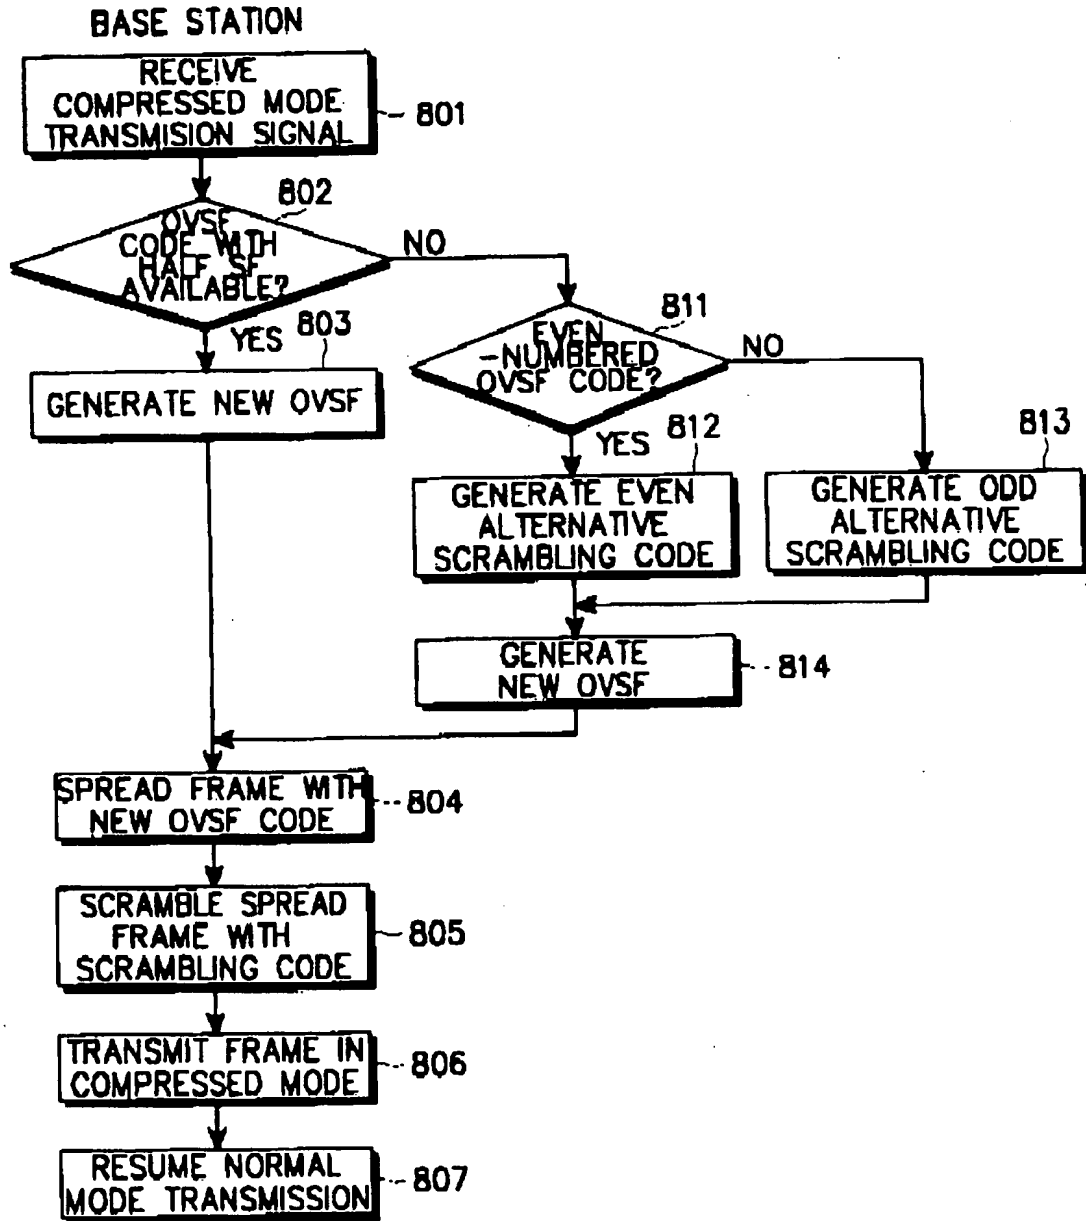 BASE STATION
RECEIVE
COMPRESSED MODE
TRANSMISION SIGNAL
801
802
OVSF
CODE WITH
HALF SF
AVAILABLE?
NO
YES
803
GENERATE NEW OVSF
811
EVEN
-NUMBERED
OVSF CODE?
NO
YES
812
GENERATE EVEN
ALTERNATIVE
SCRAMBLING CODE
813
GENERATE ODD
ALTERNATIVE
SCRAMBLING CODE
GENERATE
NEW OVSF
814
SPREAD FRAME WITH
NEW OVSF CODE
804
SCRAMBLE SPREAD
FRAME WITH
SCRAMBLING CODE
805
TRANSMIT FRAME IN
COMPRESSED MODE
806
RESUME NORMAL
MODE TRANSMISSION
807